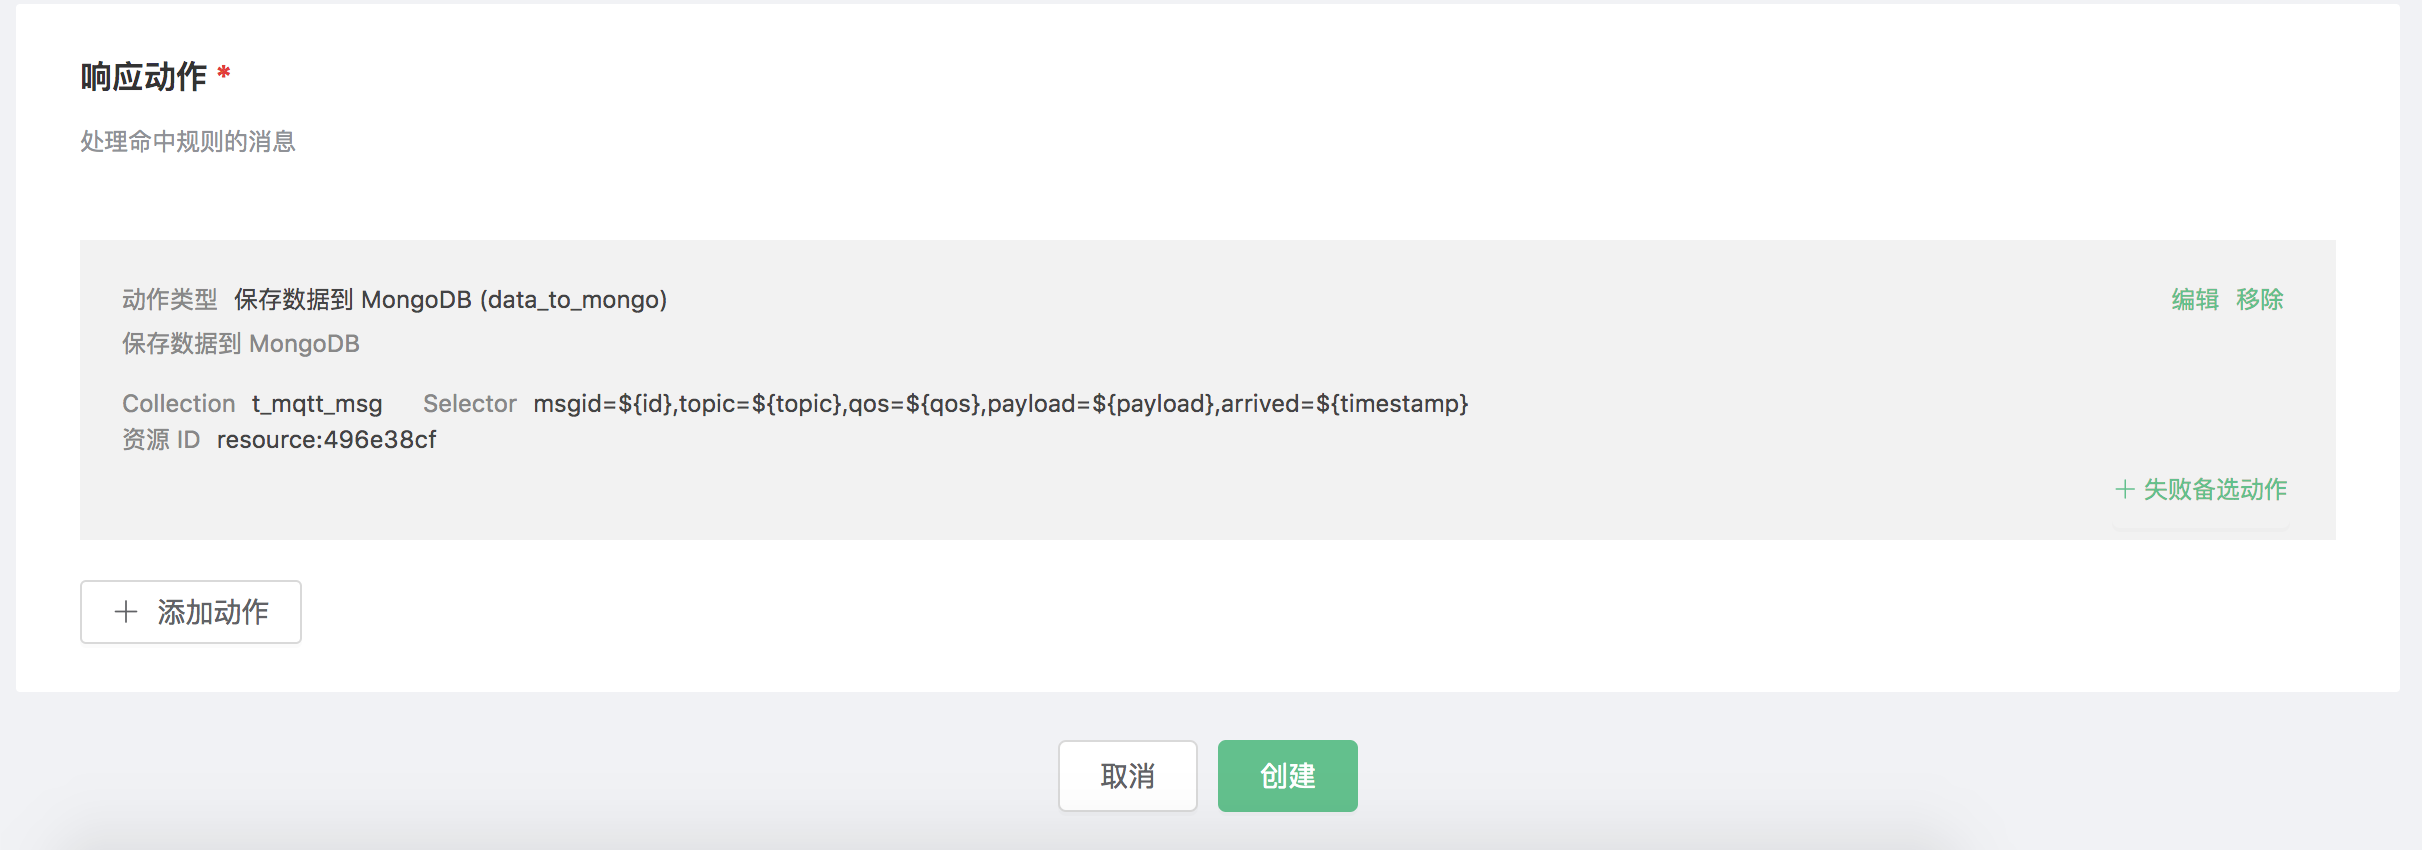 响应动作 *
处理命中规则的消息
动作类型 保存数据到 MongoDB (data_to_mongo) 编辑 移除
保存数据到 MongoDB
Collection t_mqtt_msg Selector msgid=${id},topic=${topic},qos=${qos},payload=${payload},arrived=${timestamp}
资源 ID resource:496e38cf
+ 失败备选动作
+ 添加动作
取消 创建